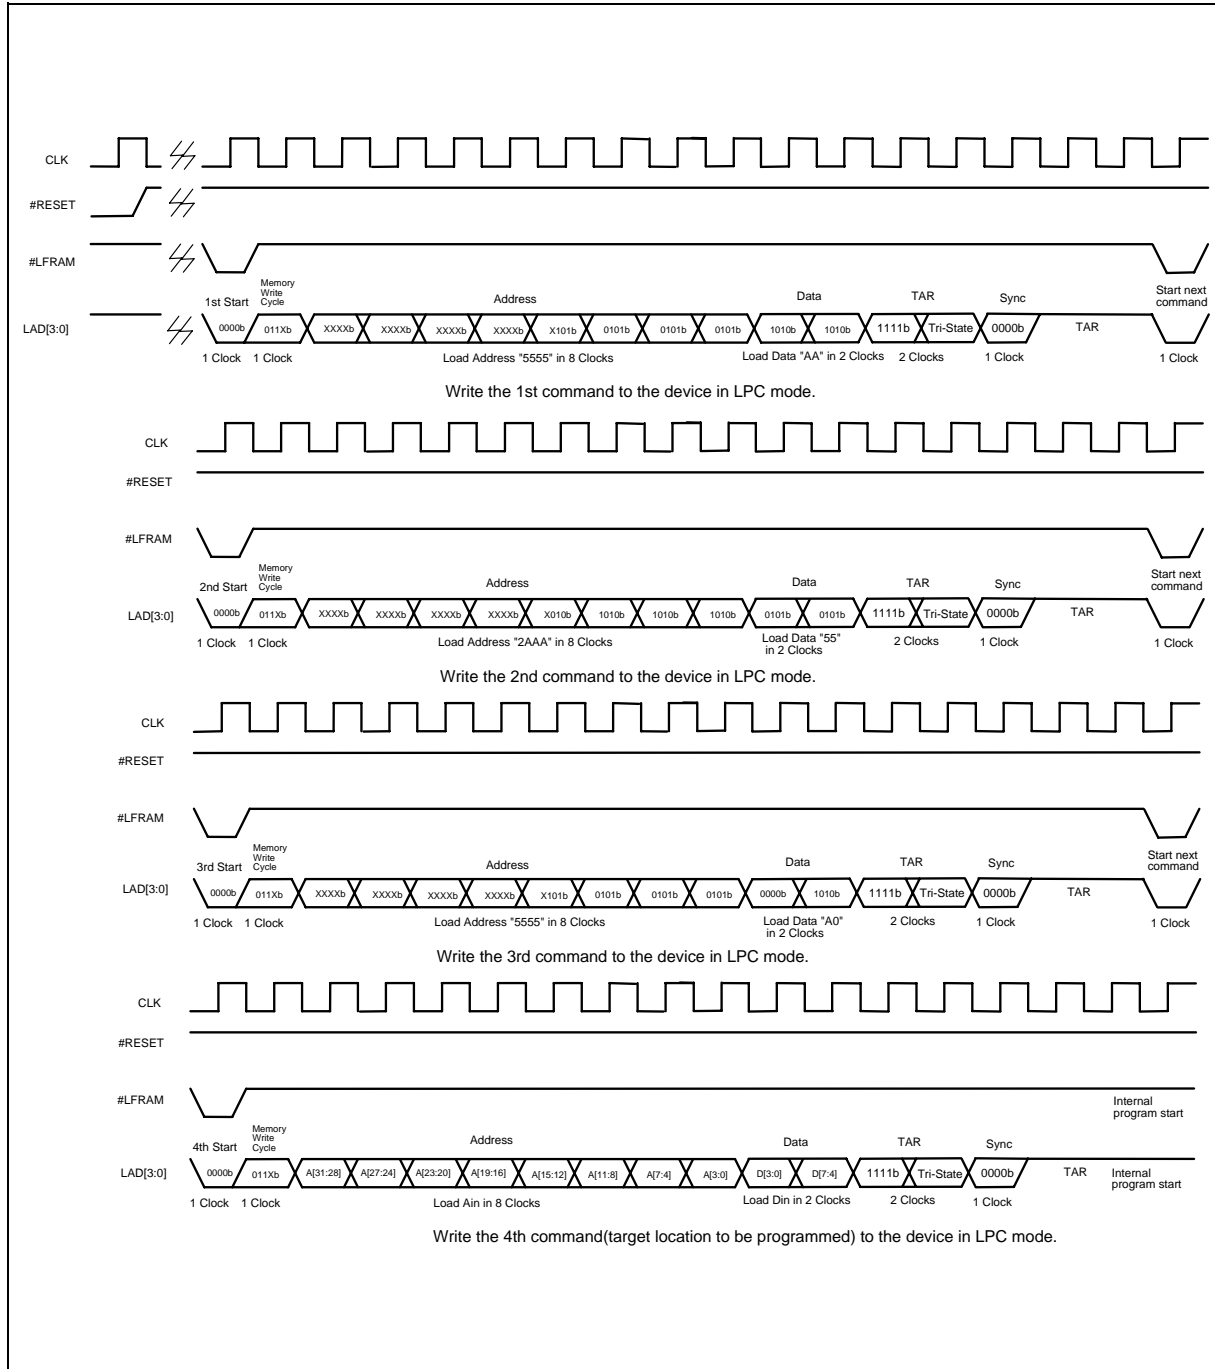 CLK
#RESET
#LFRAM
Memory
Write
Cycle
1st Start
Address
Data
TAR
Sync
Start next
command
LAD[3:0]
0000b 011Xb XXXXb XXXXb XXXXb XXXXb X101b 0101b 0101b 0101b 1010b 1010b 1111b Tri-State 0000b TAR
1 Clock 1 Clock Load Address "5555" in 8 Clocks Load Data "AA" in 2 Clocks 2 Clocks 1 Clock 1 Clock
Write the 1st command to the device in LPC mode.
CLK
#RESET
#LFRAM
Memory
Write
Cycle
2nd Start
Address
Data
TAR
Sync
Start next
command
LAD[3:0]
0000b 011Xb XXXXb XXXXb XXXXb XXXXb X010b 1010b 1010b 1010b 0101b 0101b 1111b Tri-State 0000b TAR
1 Clock 1 Clock Load Address "2AAA" in 8 Clocks
Load Data "55"
in 2 Clocks
2 Clocks 1 Clock 1 Clock
Write the 2nd command to the device in LPC mode.
CLK
#RESET
#LFRAM
Memory
Write
Cycle
3rd Start
Address
Data
TAR
Sync
Start next
command
LAD[3:0]
0000b 011Xb XXXXb XXXXb XXXXb XXXXb X101b 0101b 0101b 0101b 0000b 1010b 1111b Tri-State 0000b TAR
1 Clock 1 Clock Load Address "5555" in 8 Clocks
Load Data "A0"
in 2 Clocks
2 Clocks 1 Clock 1 Clock
Write the 3rd command to the device in LPC mode.
CLK
#RESET
#LFRAM
Internal
program start
Memory
Write
Cycle
4th Start
Address
Data
TAR
Sync
LAD[3:0]
0000b 011Xb A[31:28] A[27:24] A[23:20] A[19:16] A[15:12] A[11:8] A[7:4] A[3:0] D[3:0] D[7:4] 1111b Tri-State 0000b TAR
Internal
program start
1 Clock 1 Clock Load Ain in 8 Clocks Load Din in 2 Clocks 2 Clocks 1 Clock
Write the 4th command(target location to be programmed) to the device in LPC mode.